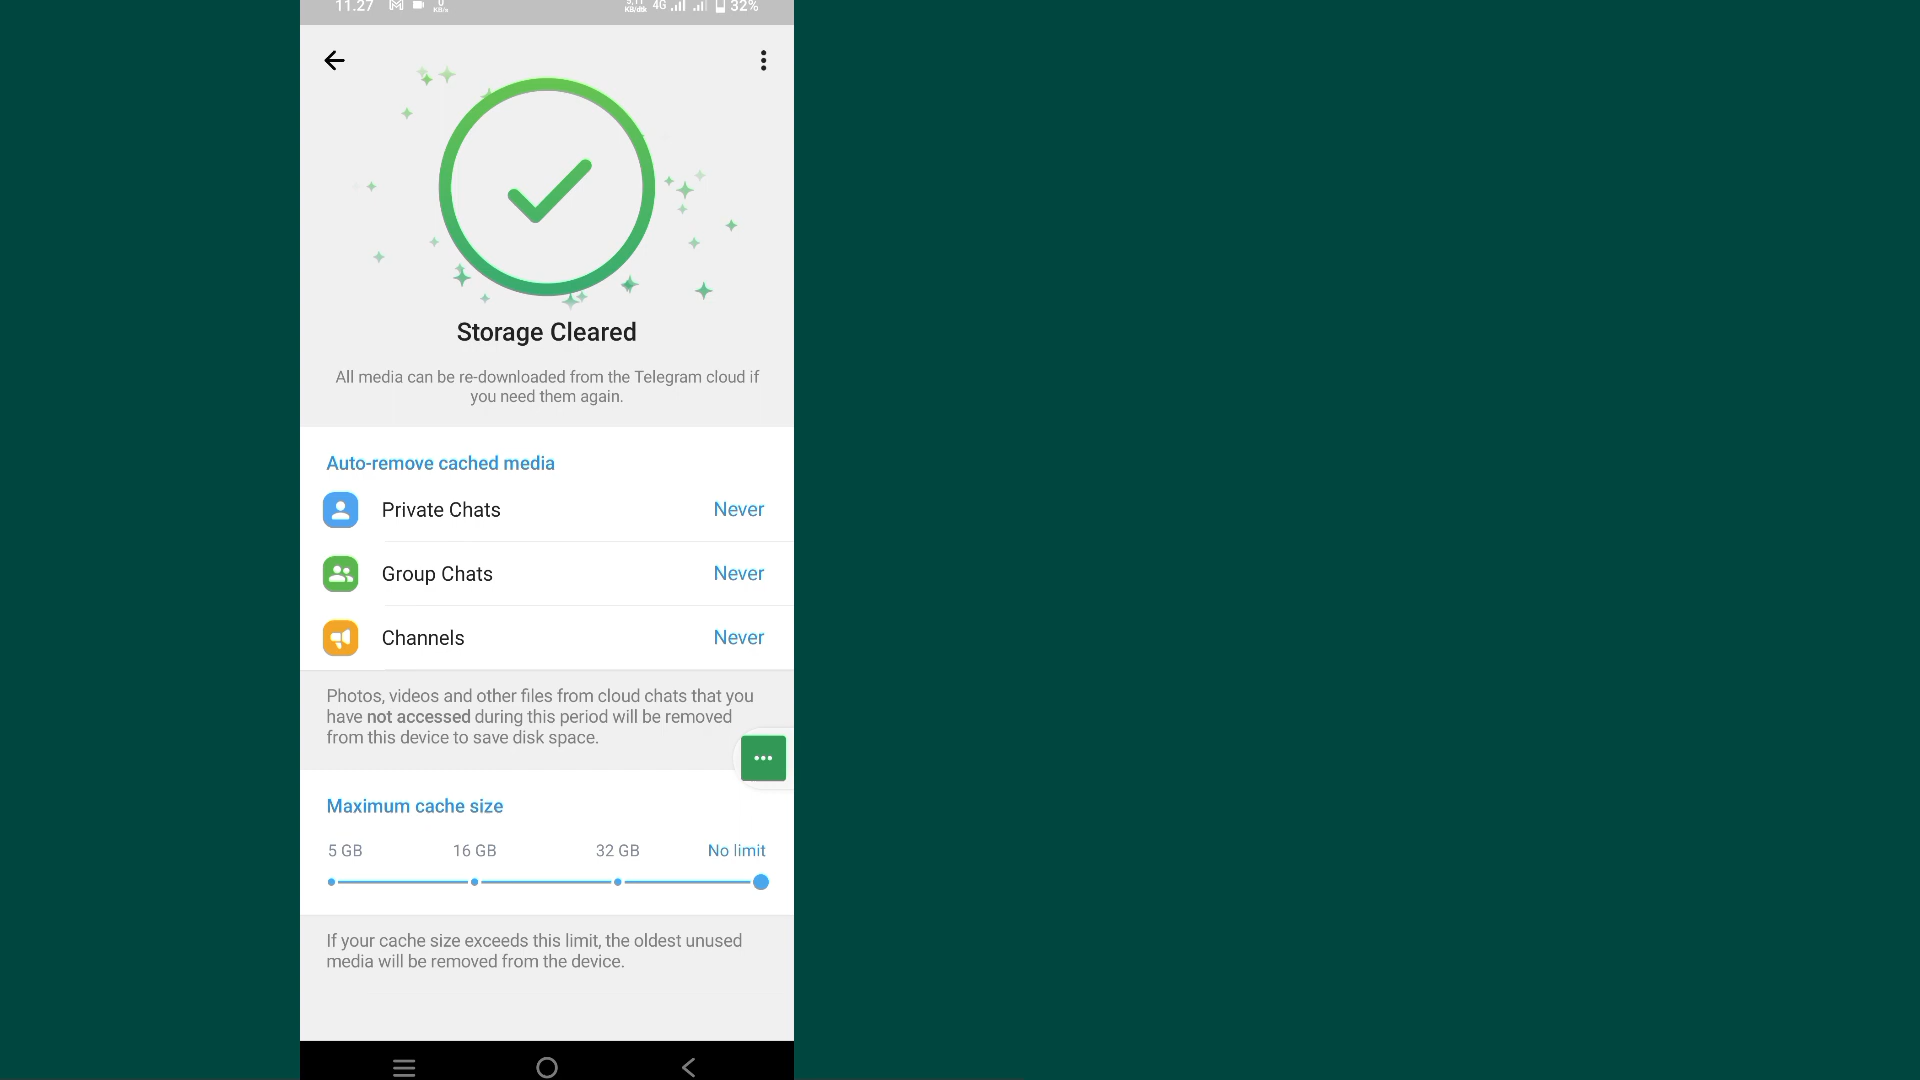 11.27 0 KB/s 4G 32%
Storage Cleared
All media can be re-downloaded from the Telegram cloud if
you need them again.
Auto-remove cached media
Private Chats Never
Group Chats Never
Channels Never
Photos, videos and other files from cloud chats that you
have not accessed during this period will be removed
from this device to save disk space.
Maximum cache size
5 GB 16 GB 32 GB No limit
If your cache size exceeds this limit, the oldest unused
media will be removed from the device.